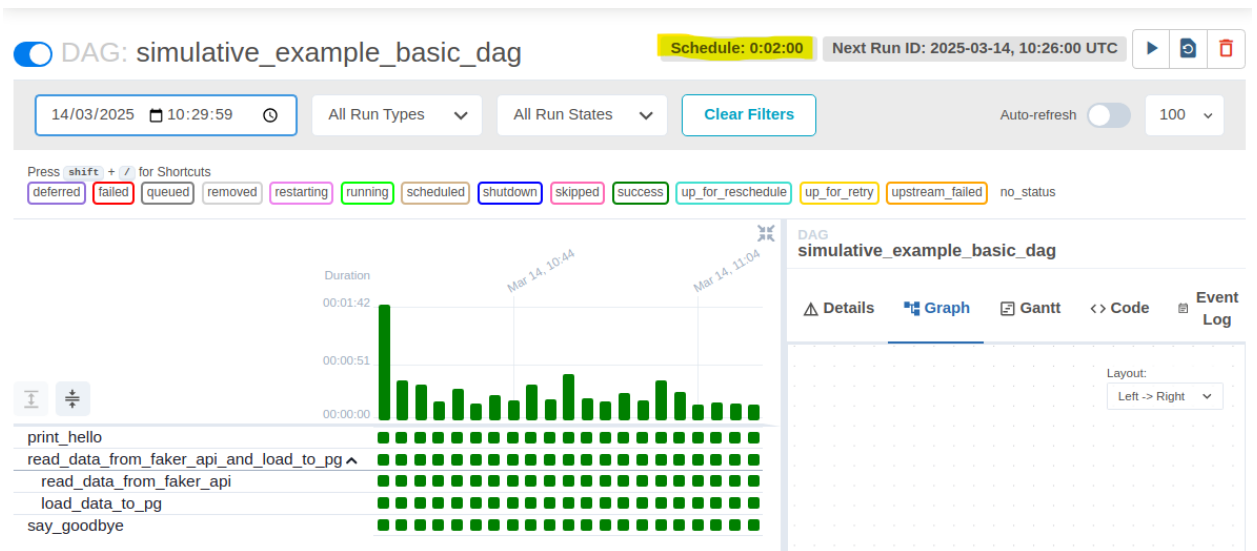 DAG: simulative_example_basic_dag
Schedule: 0:02:00
Next Run ID: 2025-03-14, 10:26:00 UTC
14/03/2025 10:29:59
All Run Types
All Run States
Clear Filters
Auto-refresh
100
Press shift + / for Shortcuts
deferred failed queued removed restarting running scheduled shutdown skipped success up_for_reschedule up_for_retry upstream_failed no_status
Duration
Mar 14, 10:44
Mar 14, 11:04
00:01:42
00:00:51
00:00:00
print_hello
read_data_from_faker_api_and_load_to_pg
read_data_from_faker_api
load_data_to_pg
say_goodbye
DAG
simulative_example_basic_dag
Details
Graph
Gantt
<> Code
Event
Log
Layout:
Left -> Right